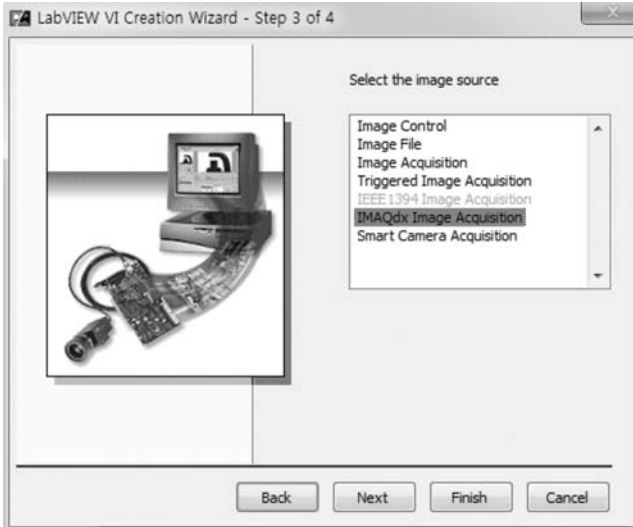 LabVIEW VI Creation Wizard - Step 3 of 4
Select the image source
Image Control
Image File
Image Acquisition
Triggered Image Acquisition
IEEE1394 Image Acquisition
IMAQdx Image Acquisition
Smart Camera Acquisition
Back
Next
Finish
Cancel